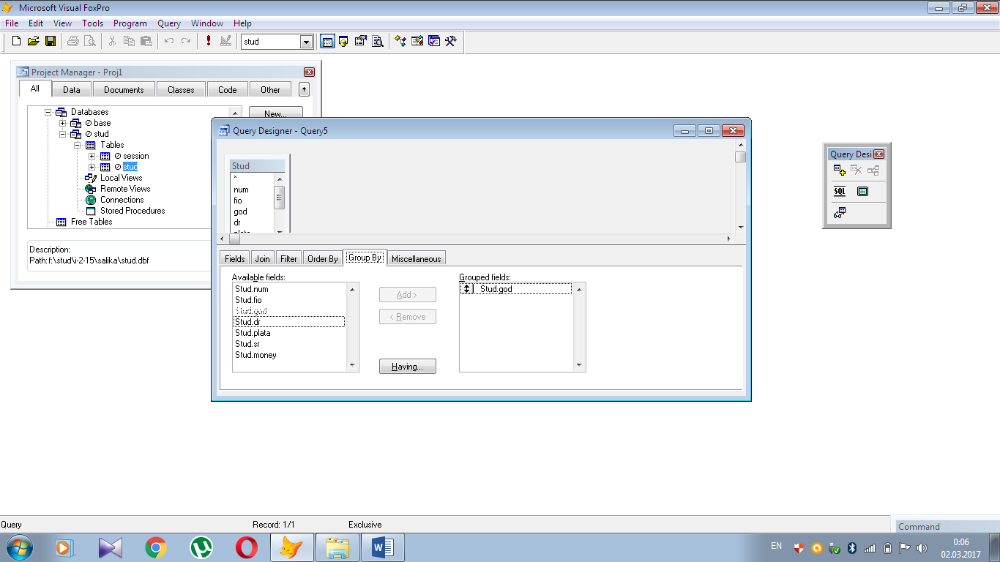 Microsoft Visual FoxPro
File Edit View Tools Program Query Window Help
stud
Project Manager - Proj1
All Data Documents Classes Code Other
Databases
base
stud
Tables
session
stud
Local Views
Remote Views
Connections
Stored Procedures
Free Tables
New...
Description:
Path:f:\stud\i-2-15\salika\stud.dbf
Query Designer - Query5
Stud
*
num
fio
god
dr
plata
Fields Join Filter Order By Group By Miscellaneous
Available fields:
Stud.num
Stud.fio
Stud.god
Stud.dr
Stud.plata
Stud.sr
Stud.money
Add >
< Remove
Having...
Grouped fields:
Stud.god
Query Desi
SQL
Query Record: 1/1 Exclusive
Command
EN
0:06
02.03.2017